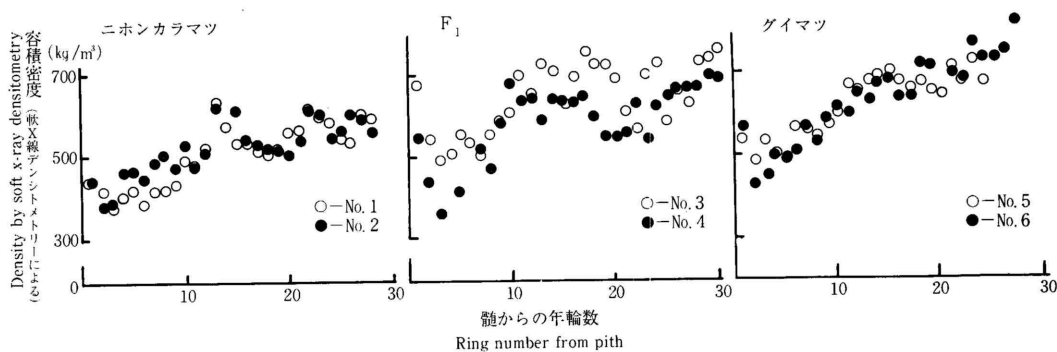 ニホンカラマツ
F₁
グイマツ
Density by soft x-ray densitometry
容積密度（軟X線デンシトメトリーによる）
(kg/m³)
700
500
300
0
○－No.1
●－No.2
○－No.3
●－No.4
○－No.5
●－No.6
0 10 20 30
10 20 30
10 20 30
髄からの年輪数
Ring number from pith